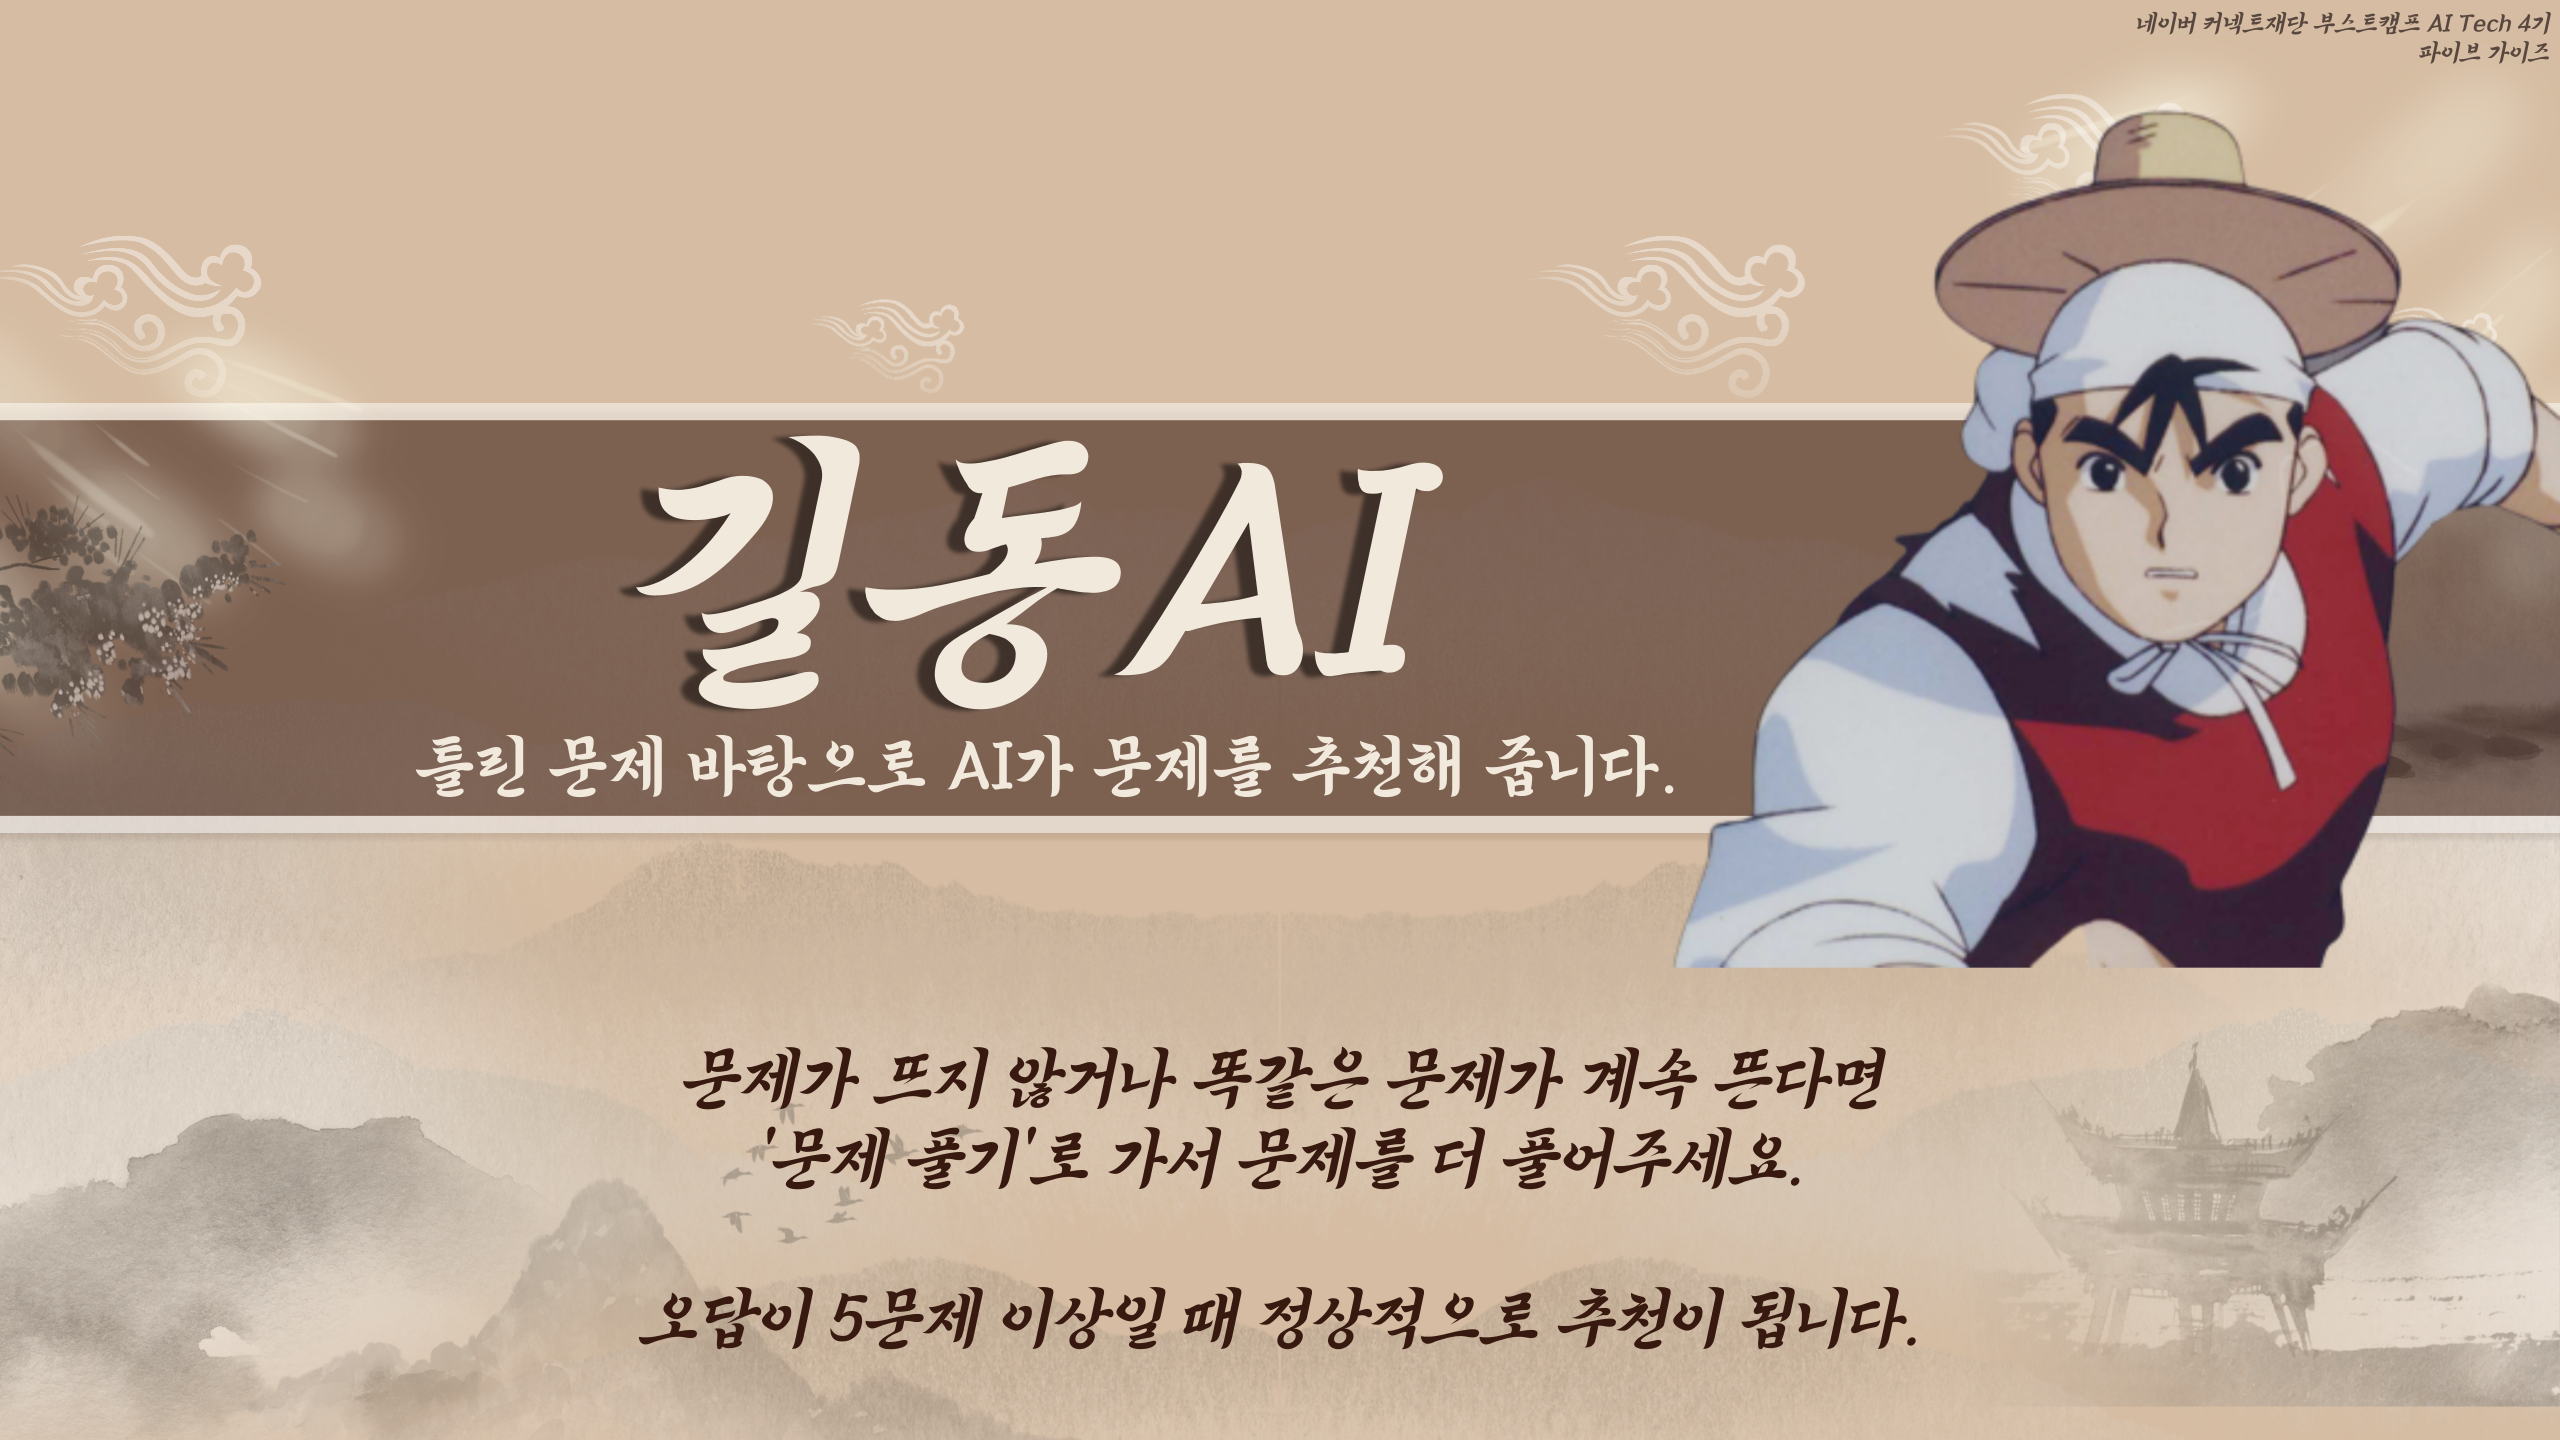 네이버 커넥트재단 부스트캠프 AI Tech 4기
파이브 가이즈
길동AI
틀린 문제 바탕으로 AI가 문제를 추천해 줍니다.
문제가 뜨지 않거나 똑같은 문제가 계속 뜬다면
'문제 풀기'로 가서 문제를 더 풀어주세요.
오답이 5문제 이상일 때 정상적으로 추천이 됩니다.